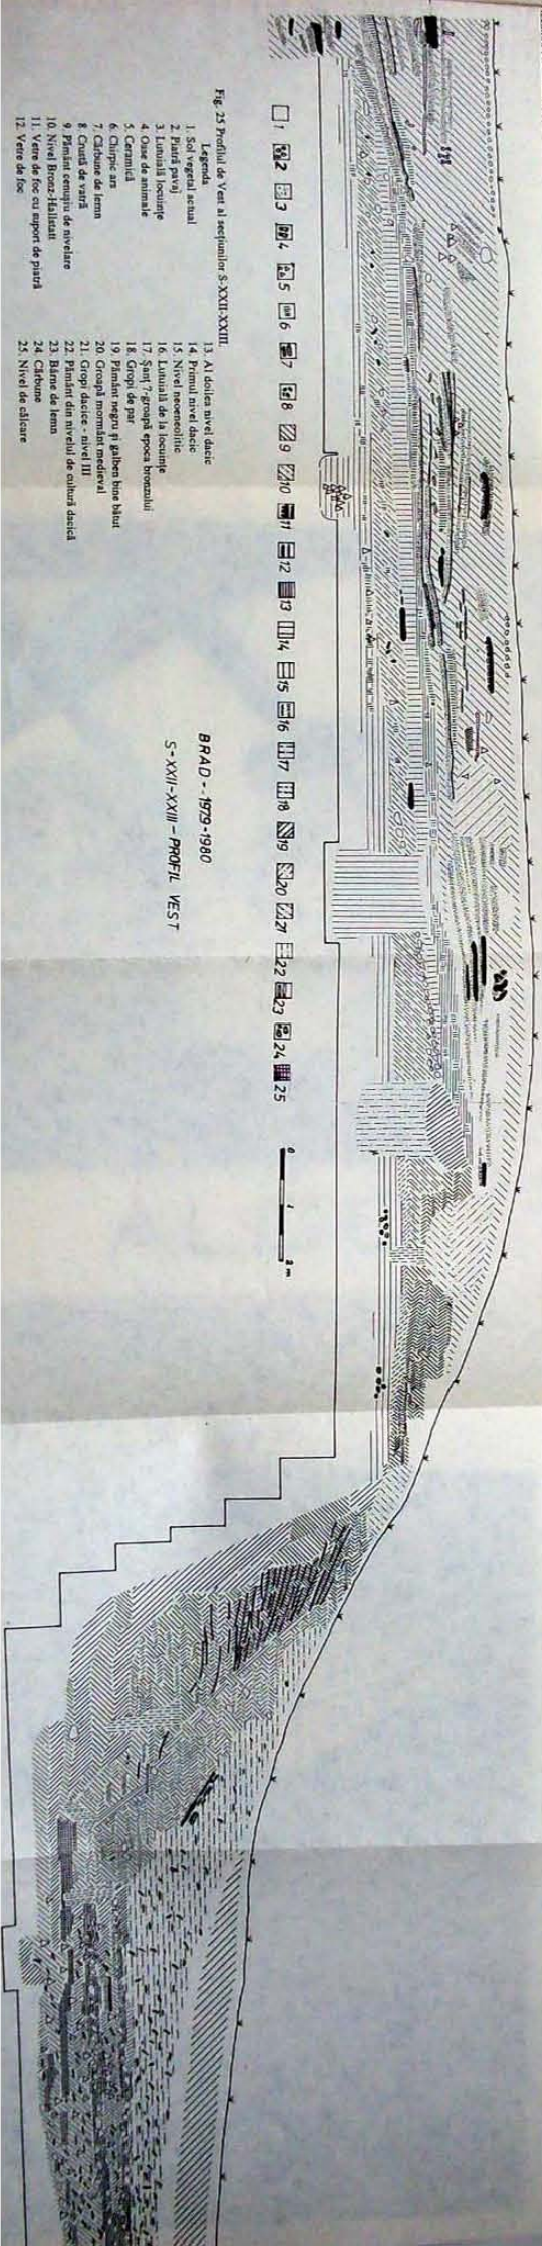 1 2 3 4 5 6 7 8 9 10 11 12 13 14 15 16 17 18 19 20 21 22 23 24 25
0 1 2 m
BRAD - 1979-1980
S-XXII-XXIII - PROFIL VEST
Fig. 25 Profilul de Vest al secțiunilor S-XXII-XXIII.
Legenda
1. Sol vegetal actual
2. Piatră pavaj
3. Lutuială locuințe
4. Oase de animale
5. Ceramică
6. Chirpic ars
7. Cărbune de lemn
8. Crustă de vatră
9. Pământ cenușiu de nivelare
10. Nivel Bronz-Hallstatt
11. Vetre de foc cu suport de piatră
12. Vetre de foc
13. Al doilea nivel dacic
14. Primul nivel dacic
15. Nivel neoeneolitic
16. Lutuială de la locuințe
17. Șanț ?-groapă epoca bronzului
18. Gropi de par
19. Pământ negru și galben bine bătut
20. Groapă mormânt medieval
21. Gropi dacice - nivel III
22. Pământ din nivelul de cultură dacică
23. Bârne de lemn
24. Cărbune
25. Nivel de călcare